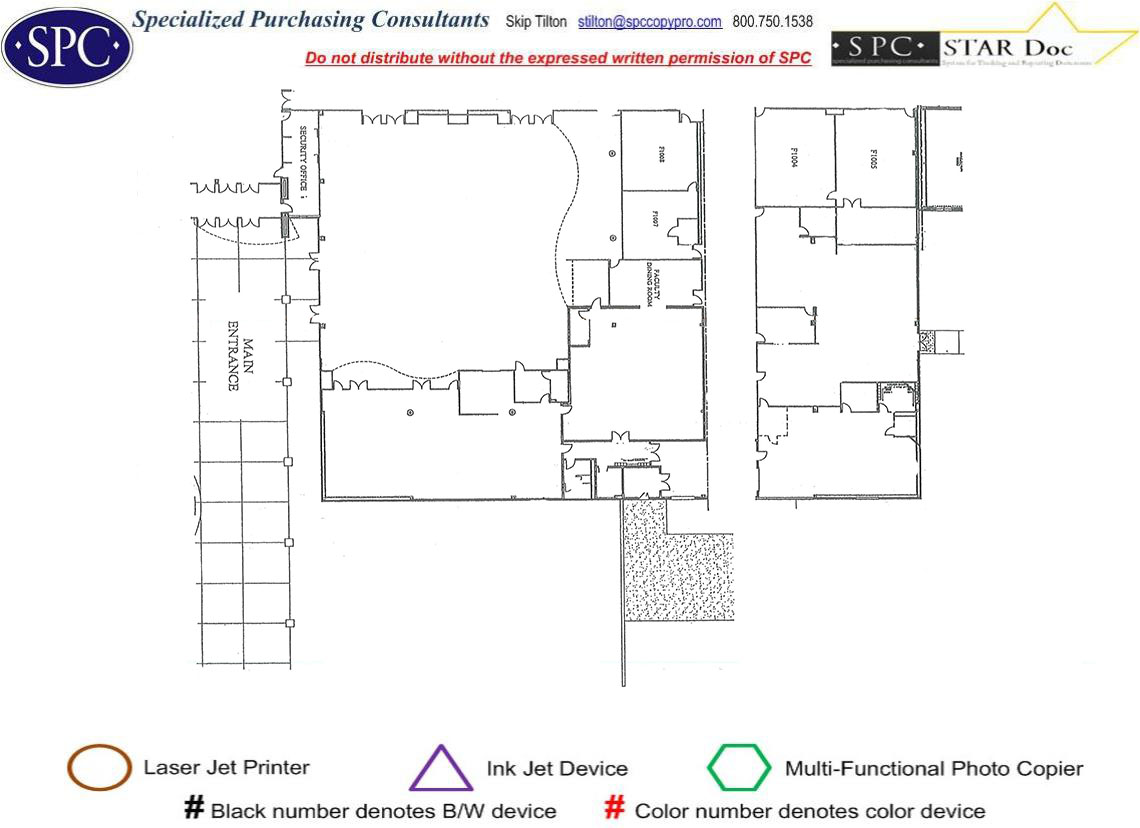 SPC
Specialized Purchasing Consultants Skip Tilton stilton@spccopypro.com 800.750.1538
Do not distribute without the expressed written permission of SPC
· S P C · STAR Doc
specialized purchasing consultants System for Tracking and Reporting Documents
SECURITY OFFICE
F1008
F1007
FACULTY
DINING ROOM
F1004
F1005
MAIN
ENTRANCE
Laser Jet Printer
Ink Jet Device
Multi-Functional Photo Copier
# Black number denotes B/W device
# Color number denotes color device